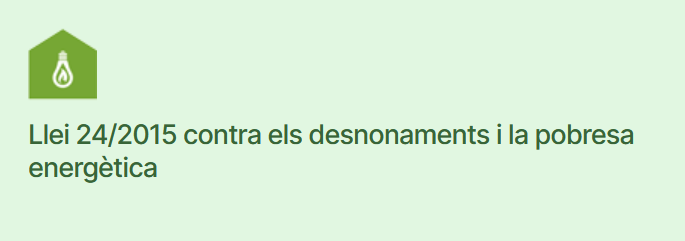 Llei 24/2015 contra els desnonaments i la pobresa
energètica